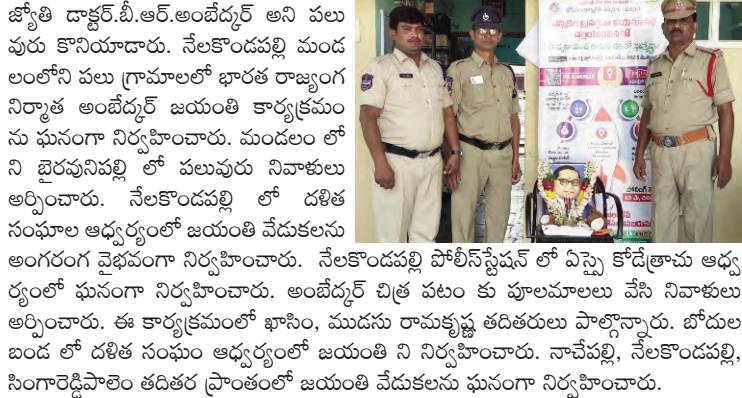 జ్యోతి డాక్టర్.బీ.ఆర్.అంబేద్కర్ అని పలు
వురు కొనియాడారు. నేలకొండపల్లి మండ
లంలోని పలు గ్రామాలలో భారత రాజ్యంగ
నిర్మాత అంబేద్కర్ జయంతి కార్యక్రమం
ను ఘనంగా నిర్వహించారు. మండలం లో
ని బైరవునిపల్లి లో పలువురు నివాళులు
అర్పించారు. నేలకొండపల్లి లో దళిత
సంఘాల ఆధ్వర్యంలో జయంతి వేడుకలను
అంగరంగ వైభవంగా నిర్వహించారు. నేలకొండపల్లి పోలీస్‌స్టేషన్ లో ఏస్పై కోడేత్రాచు ఆధ్వ
ర్యంలో ఘనంగా నిర్వహించారు. అంబేద్కర్ చిత్ర పటం కు పూలమాలలు వేసి నివాళులు
అర్పించారు. ఈ కార్యక్రమంలో ఖాసిం, ముడసు రామకృష్ణ తదితరులు పాల్గొన్నారు. బోదుల
బండ లో దళిత సంఘం ఆధ్వర్యంలో జయంతి ని నిర్వహించారు. నాచేపల్లి, నేలకొండపల్లి,
సింగారెడ్డిపాలెం తదితర ప్రాంతంలో జయంతి వేడుకలను ఘనంగా నిర్వహించారు.